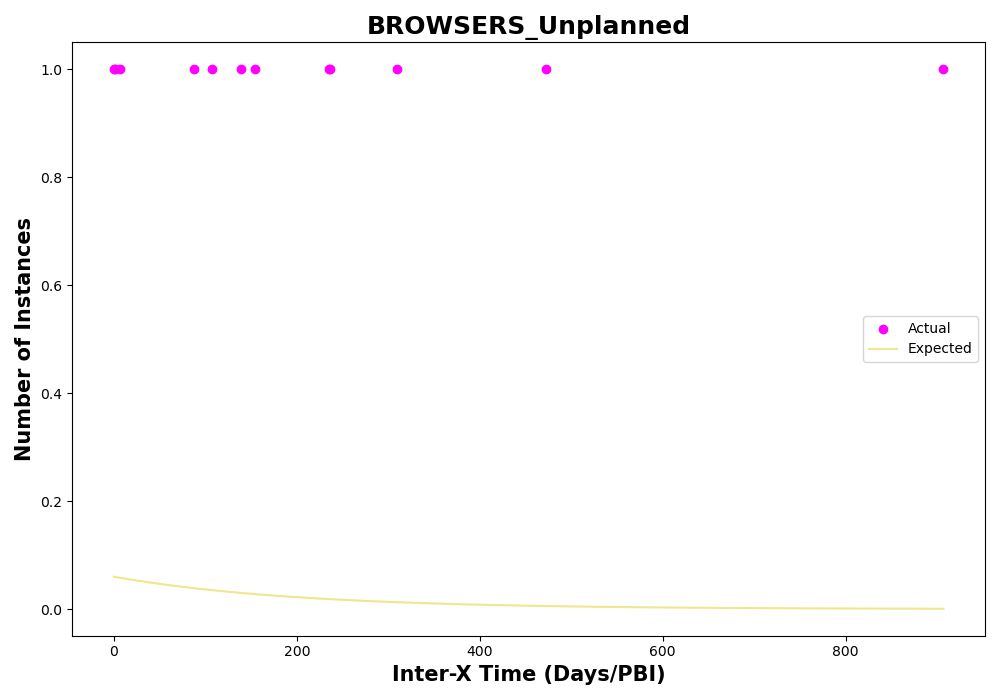 BROWSERS_Unplanned
Number of Instances
1.0
0.8
0.6
0.4
0.2
0.0
Actual
Expected
0 200 400 600 800
Inter-X Time (Days/PBI)